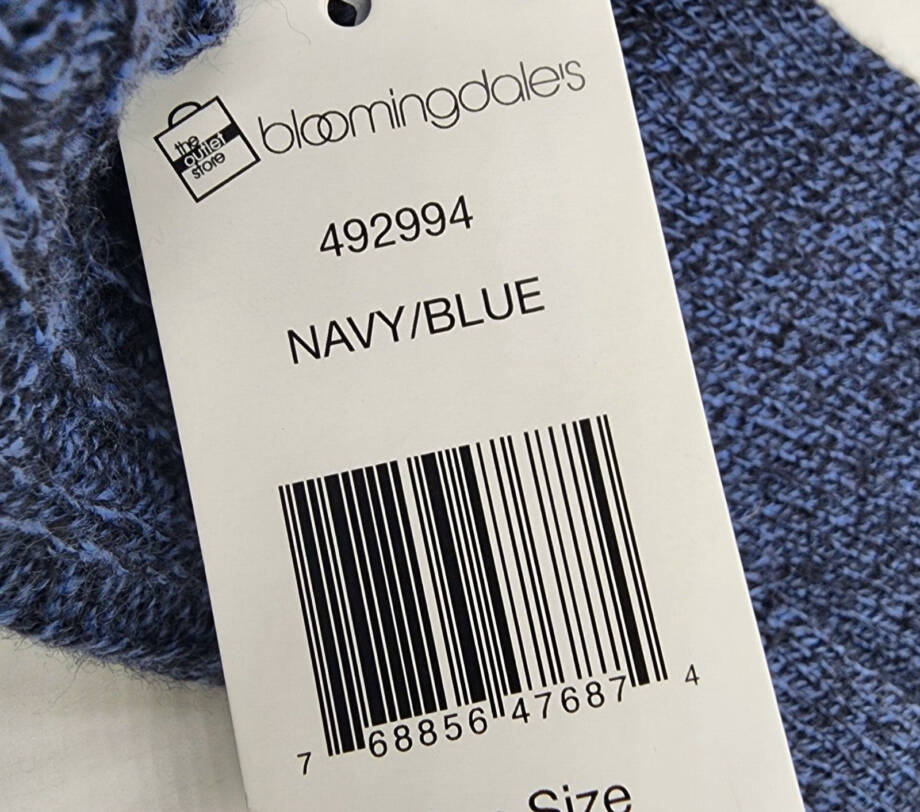 the
outlet
store
bloomingdale's
492994
NAVY/BLUE
7 68856 47687 4
Size